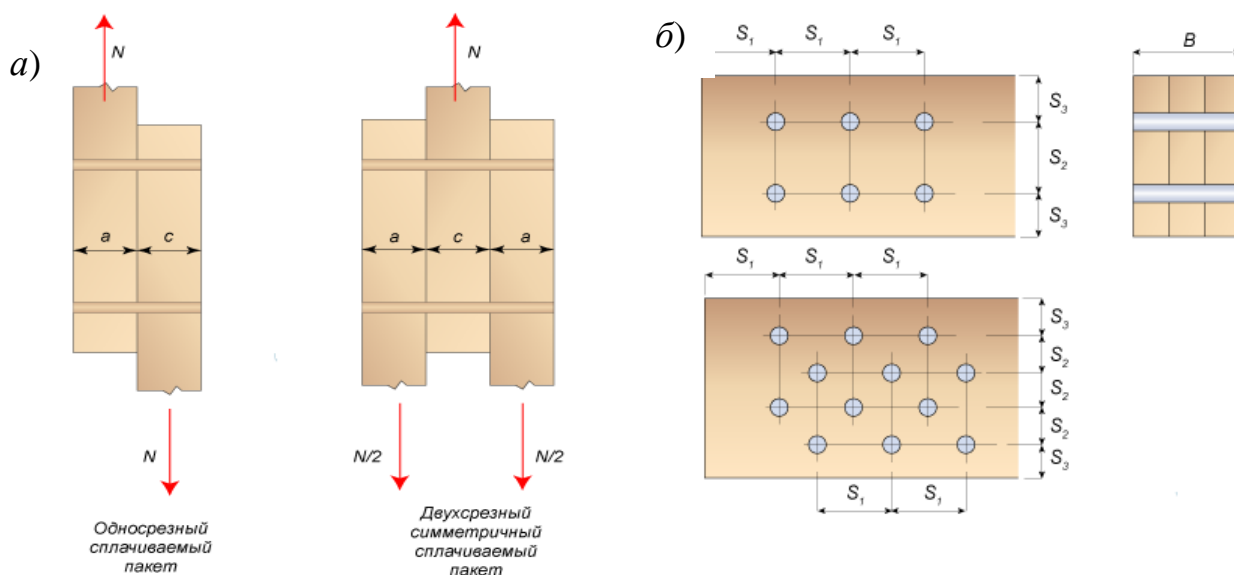 а)
N
N
a
c
a
c
a
N
N/2
N/2
Односрезный
сплачиваемый
пакет
Двухсрезный
симметричный
сплачиваемый
пакет
б)
S₁
S₁
S₁
B
S₃
S₂
S₃
S₁
S₁
S₁
S₃
S₂
S₂
S₂
S₃
S₁
S₁